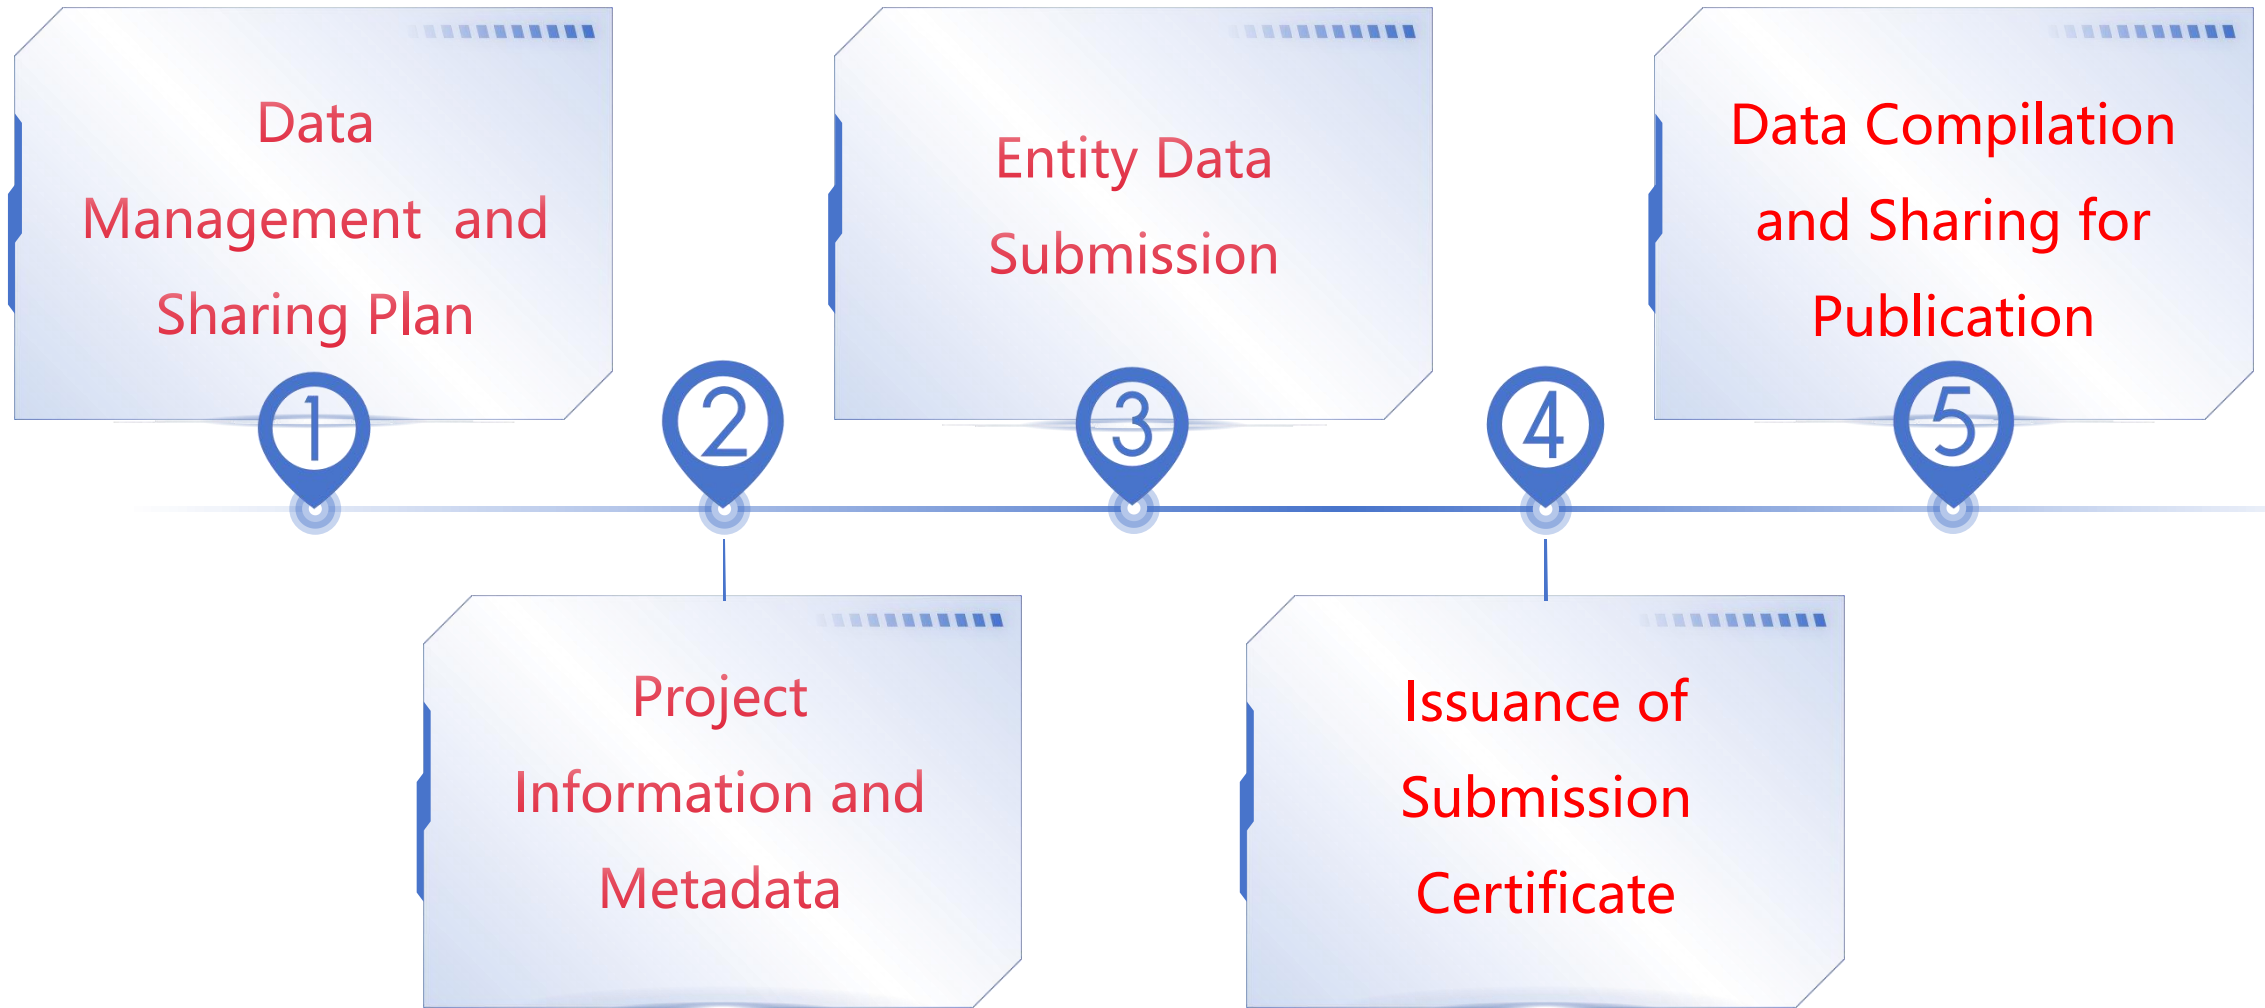 Data
Management  and
Sharing Plan
1
Project
Information and
Metadata
2
Entity Data
Submission
3
Issuance of
Submission
Certificate
4
Data Compilation
and Sharing for
Publication
5